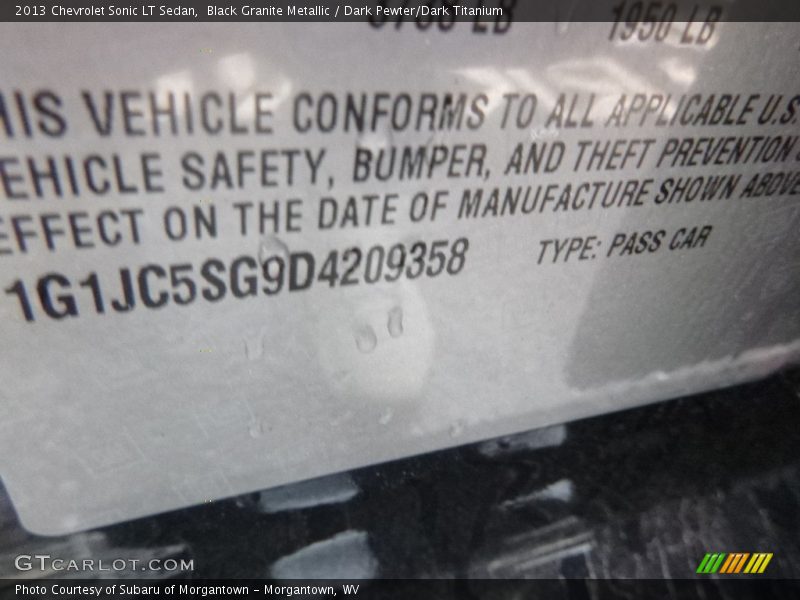 2013 Chevrolet Sonic LT Sedan, Black Granite Metallic / Dark Pewter/Dark Titanium
1950 LB
HIS VEHICLE CONFORMS TO ALL APPLICABLE U.S.
EHICLE SAFETY, BUMPER, AND THEFT PREVENTION
EFFECT ON THE DATE OF MANUFACTURE SHOWN ABOVE
1G1JC5SG9D4209358 TYPE: PASS CAR
GTCARLOT.COM
Photo Courtesy of Subaru of Morgantown - Morgantown, WV